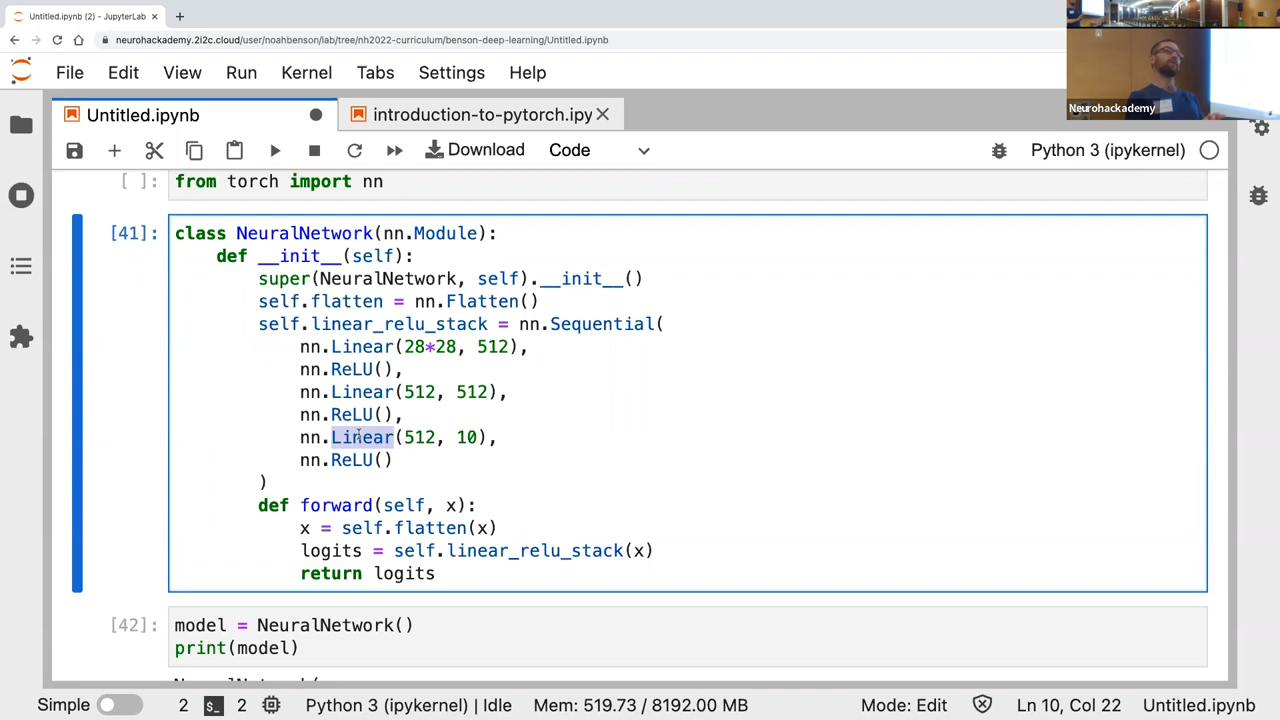 Untitled.ipynb (2) - JupyterLab
neurohackademy.2i2c.cloud/user/noahbenson/lab/tree/nh2022-curriculum/benson-deep-learning/Untitled.ipynb
Neurohackademy
File Edit View Run Kernel Tabs Settings Help
Untitled.ipynb introduction-to-pytorch.ipy
Download Code Python 3 (ipykernel)
[ ]: from torch import nn
[41]: class NeuralNetwork(nn.Module):
def __init__(self):
super(NeuralNetwork, self).__init__()
self.flatten = nn.Flatten()
self.linear_relu_stack = nn.Sequential(
nn.Linear(28*28, 512),
nn.ReLU(),
nn.Linear(512, 512),
nn.ReLU(),
nn.Linear(512, 10),
nn.ReLU()
)
def forward(self, x):
x = self.flatten(x)
logits = self.linear_relu_stack(x)
return logits
[42]: model = NeuralNetwork()
print(model)
Simple 2 $_ 2 Python 3 (ipykernel) | Idle Mem: 519.73 / 8192.00 MB Mode: Edit Ln 10, Col 22 Untitled.ipynb